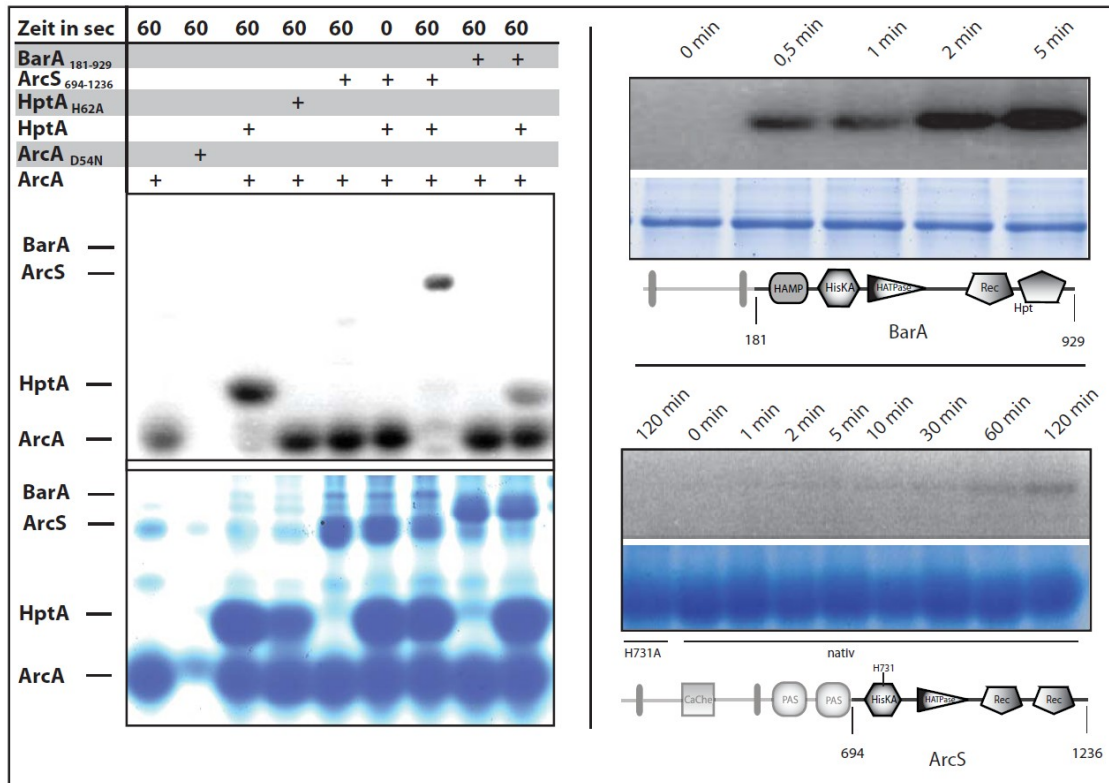 Zeit in sec 60 60 60 60 60 0 60 60 60
BarA 181-929 + +
ArcS 694-1236 + + +
HptA H62A +
HptA + + + +
ArcA D54N +
ArcA + + + + + + + +
BarA
ArcS
HptA
ArcA
BarA
ArcS
HptA
ArcA
0 min 0,5 min 1 min 2 min 5 min
HAMP HisKA HATPase Rec
Hpt
181 BarA 929
120 min 0 min 1 min 2 min 5 min 10 min 30 min 60 min 120 min
H731A nativ
H731
CaChe PAS PAS HisKA HATPase Rec Rec
694 ArcS 1236